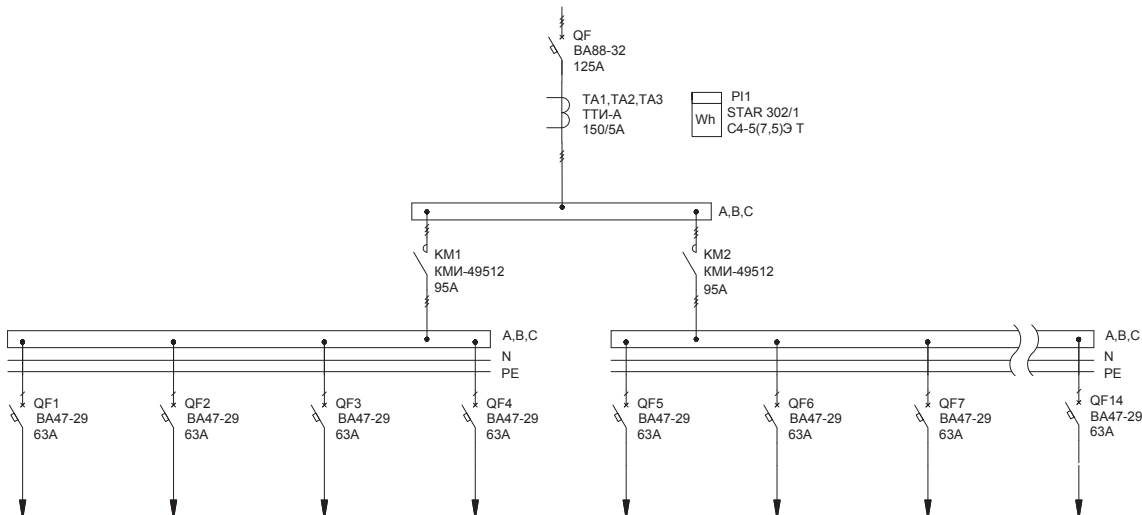 QF
ВА88-32
125А
ТА1,ТА2,ТА3
ТТИ-А
150/5А
PI1
Wh
STAR 302/1
С4-5(7,5)Э Т
А,В,С
КМ1
КМИ-49512
95А
КМ2
КМИ-49512
95А
А,В,С
N
PE
А,В,С
N
PE
QF1
ВА47-29
63А
QF2
ВА47-29
63А
QF3
ВА47-29
63А
QF4
ВА47-29
63А
QF5
ВА47-29
63А
QF6
ВА47-29
63А
QF7
ВА47-29
63А
QF14
ВА47-29
63А